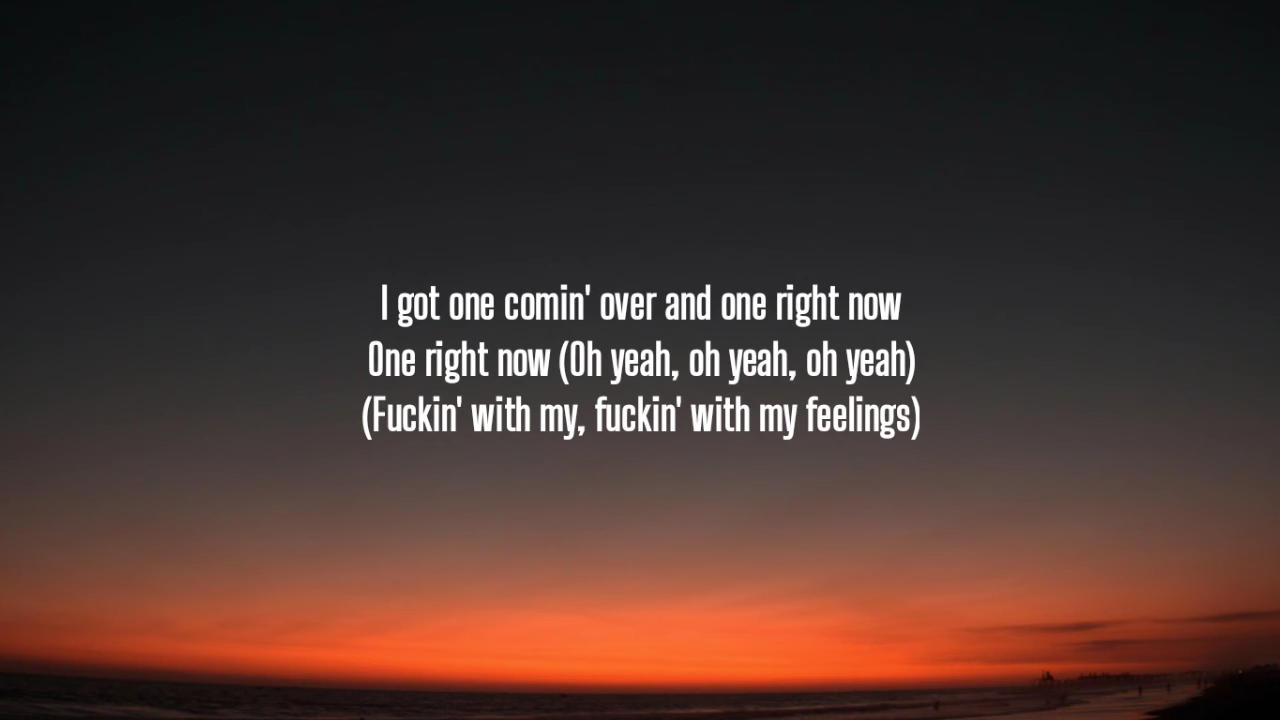 I got one comin' over and one right now
One right now (Oh yeah, oh yeah, oh yeah)
(Fuckin' with my, fuckin' with my feelings)